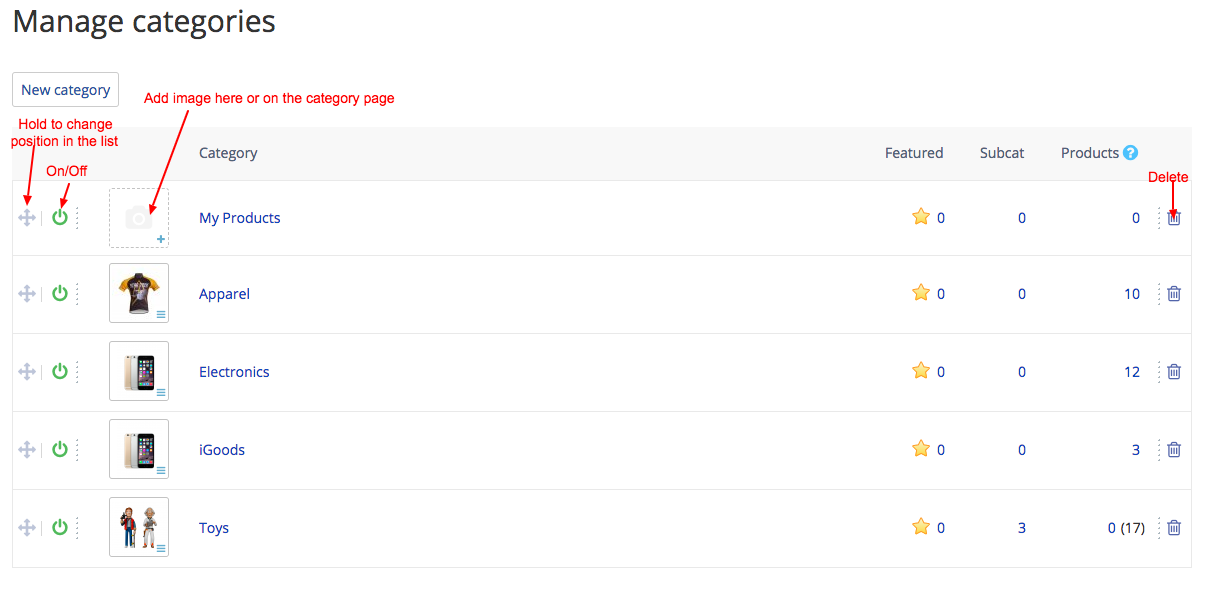 Manage categories
New category
Add image here or on the category page
Hold to change
position in the list
On/Off
Category Featured Subcat Products ?
Delete
My Products 0 0 0
Apparel 0 0 10
Electronics 0 0 12
iGoods 0 0 3
Toys 0 3 0 (17)